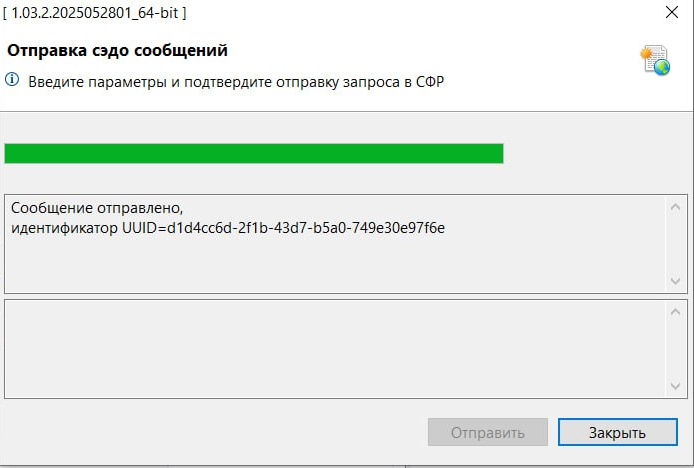 [ 1.03.2.2025052801_64-bit ]
Отправка сэдо сообщений
Введите параметры и подтвердите отправку запроса в СФР
Сообщение отправлено,
идентификатор UUID=d1d4cc6d-2f1b-43d7-b5a0-749e30e97f6e
Отправить
Закрыть